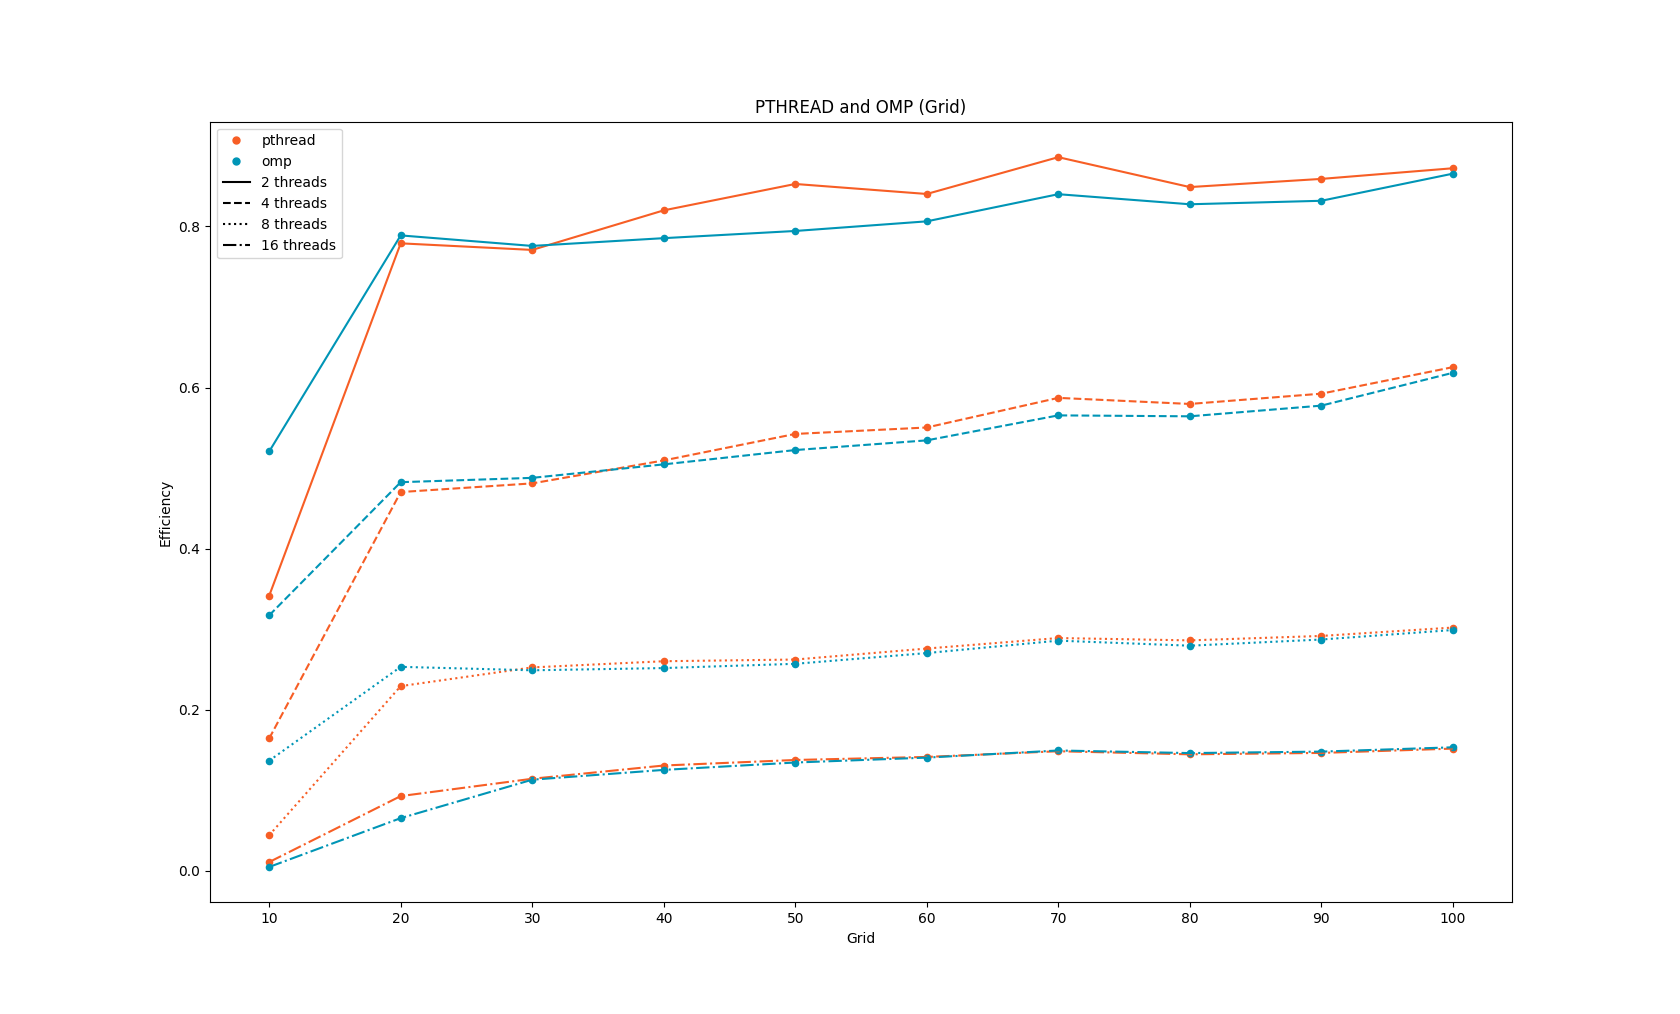 PTHREAD and OMP (Grid)
pthread
omp
2 threads
4 threads
8 threads
16 threads
Efficiency
0.8
0.6
0.4
0.2
0.0
10 20 30 40 50 60 70 80 90 100
Grid